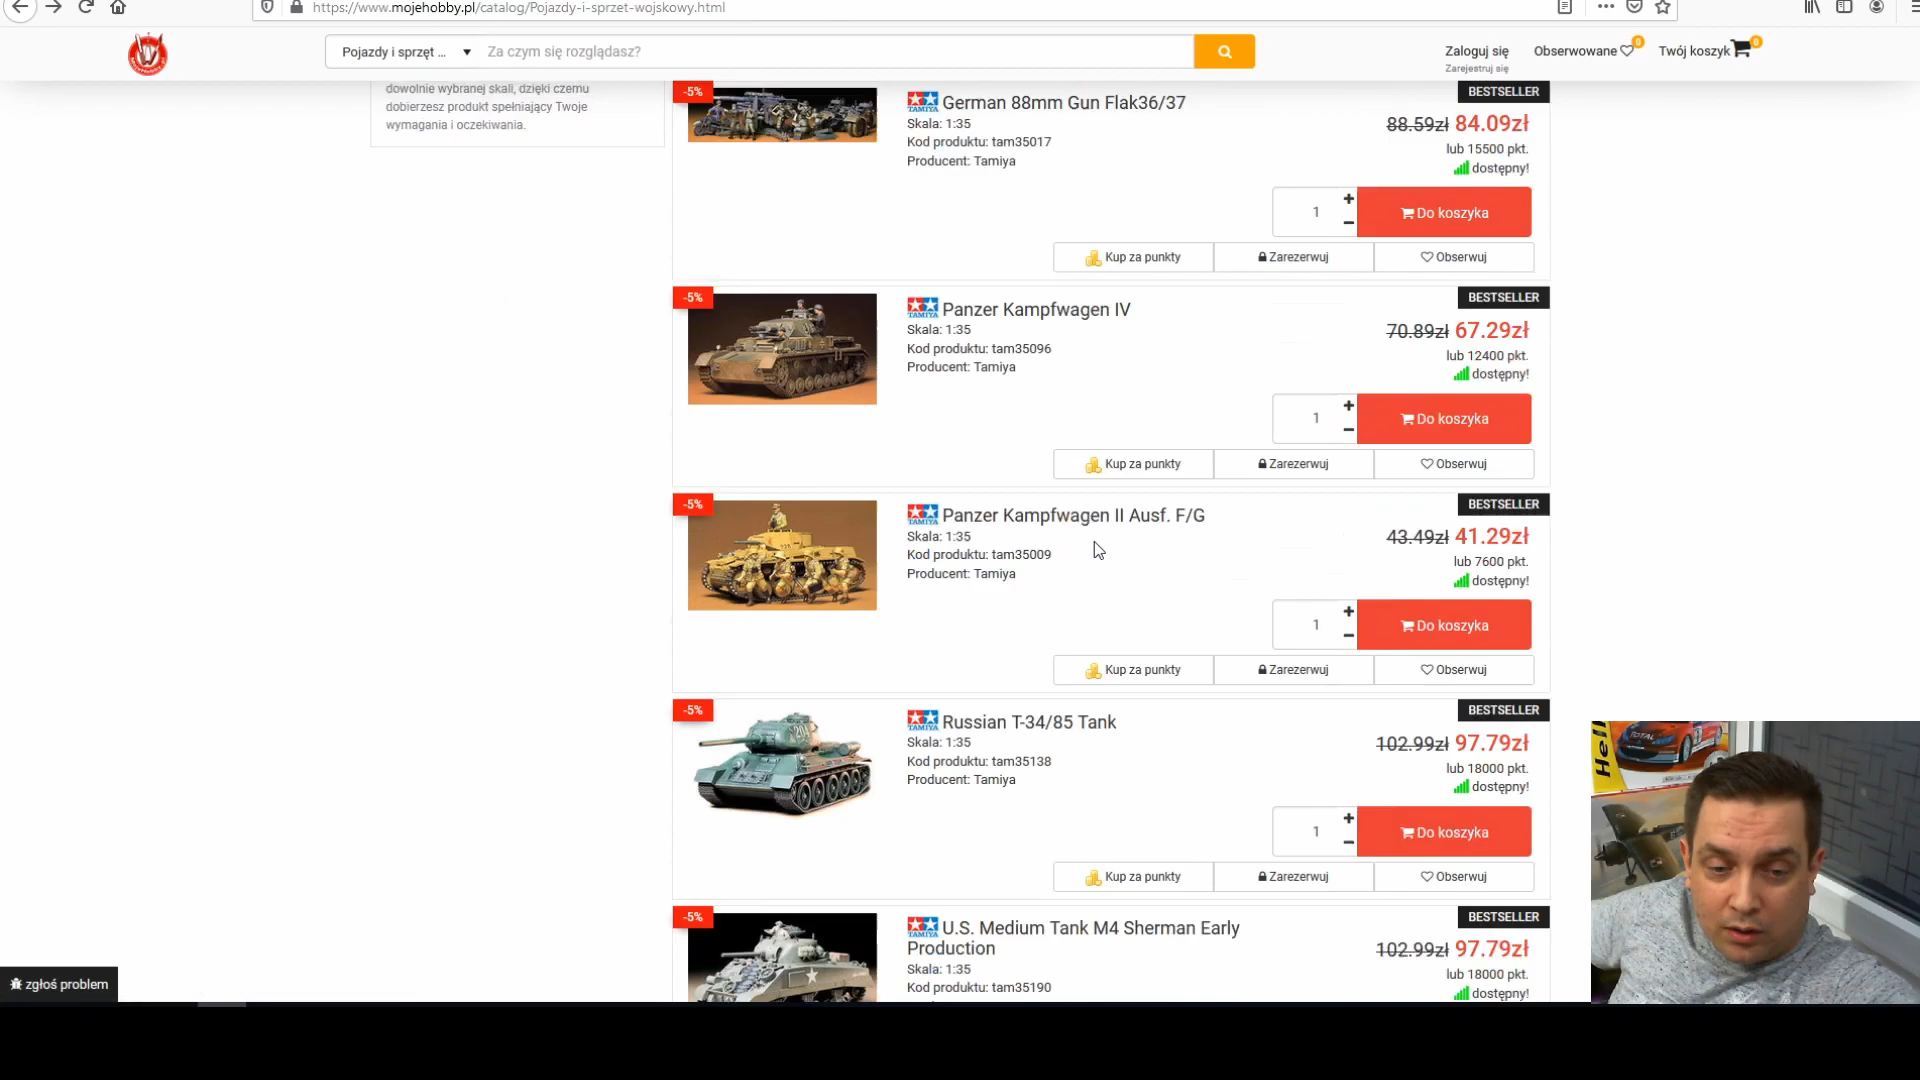 https://www.mojehobby.pl/catalog/Pojazdy-i-sprzet-wojskowy.html
Pojazdy i sprzęt ...
Za czym się rozglądasz?
Zaloguj się
Zarejestruj się
Obserwowane
0
Twój koszyk
0
dowolnie wybranej skali, dzięki czemu
dobierzesz produkt spełniający Twoje
wymagania i oczekiwania.
-5%
TAMIYA German 88mm Gun Flak36/37
Skala: 1:35
Kod produktu: tam35017
Producent: Tamiya
BESTSELLER
88.59zł 84.09zł
lub 15500 pkt.
dostępny!
1
+
−
Do koszyka
Kup za punkty
Zarezerwuj
Obserwuj
-5%
TAMIYA Panzer Kampfwagen IV
Skala: 1:35
Kod produktu: tam35096
Producent: Tamiya
BESTSELLER
70.89zł 67.29zł
lub 12400 pkt.
dostępny!
1
+
−
Do koszyka
Kup za punkty
Zarezerwuj
Obserwuj
-5%
TAMIYA Panzer Kampfwagen II Ausf. F/G
Skala: 1:35
Kod produktu: tam35009
Producent: Tamiya
BESTSELLER
43.49zł 41.29zł
lub 7600 pkt.
dostępny!
1
+
−
Do koszyka
Kup za punkty
Zarezerwuj
Obserwuj
-5%
TAMIYA Russian T-34/85 Tank
Skala: 1:35
Kod produktu: tam35138
Producent: Tamiya
BESTSELLER
102.99zł 97.79zł
lub 18000 pkt.
dostępny!
1
+
−
Do koszyka
Kup za punkty
Zarezerwuj
Obserwuj
-5%
TAMIYA U.S. Medium Tank M4 Sherman Early
Production
Skala: 1:35
Kod produktu: tam35190
BESTSELLER
102.99zł 97.79zł
lub 18000 pkt.
dostępny!
zgłoś problem
Hell
TOTAL